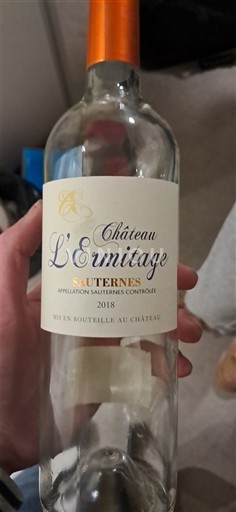 Château
L'Ermitage
SAUTERNES
APPELLATION SAUTERNES CONTRÔLÉE
2018
MIS EN BOUTEILLE AU CHÂTEAU